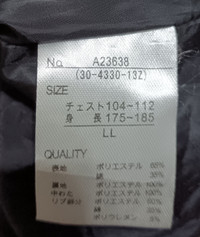 No. A23638
(30-4330-13Z)
SIZE
チェスト104～112
身 長 175～185
LL
QUALITY
表地 ポリエステル 65%
綿 35%
裏地 ポリエステル 100%
中わた ポリエステル 100%
リブ部分 ポリエステル
綿
ポリウレタン